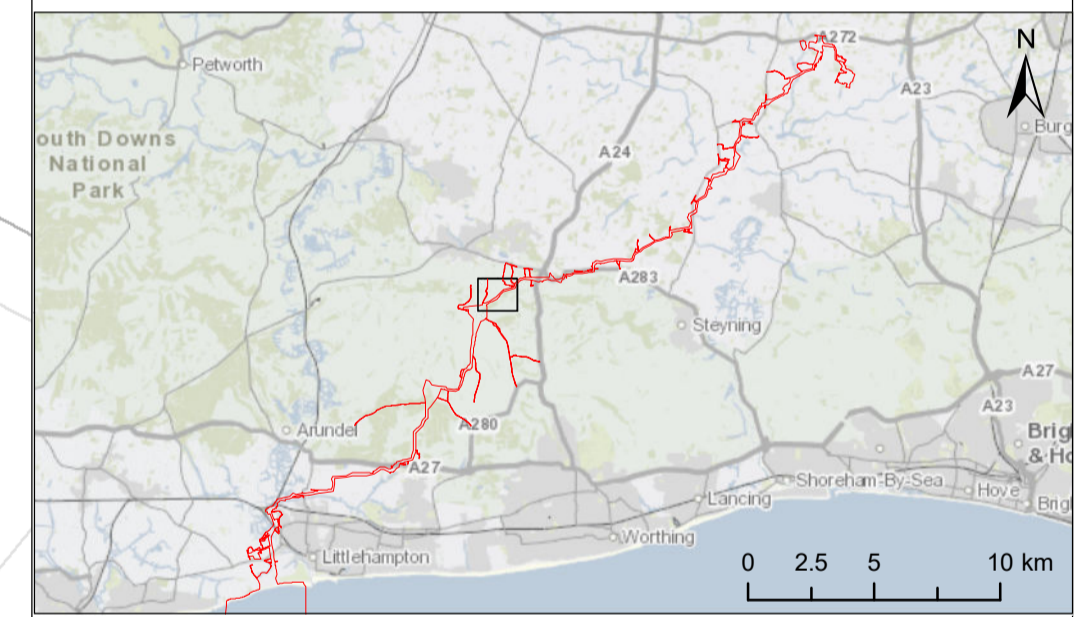 A272
N
Petworth
A23
Burg
outh Downs
National
Park
A24
A283
Steyning
A27
A23
A280
Arundel
Brig
& Ho
A27
Shoreham-By-Sea
Hove
Lancing
Brig
Worthing
Littlehampton
0 2.5 5 10 km